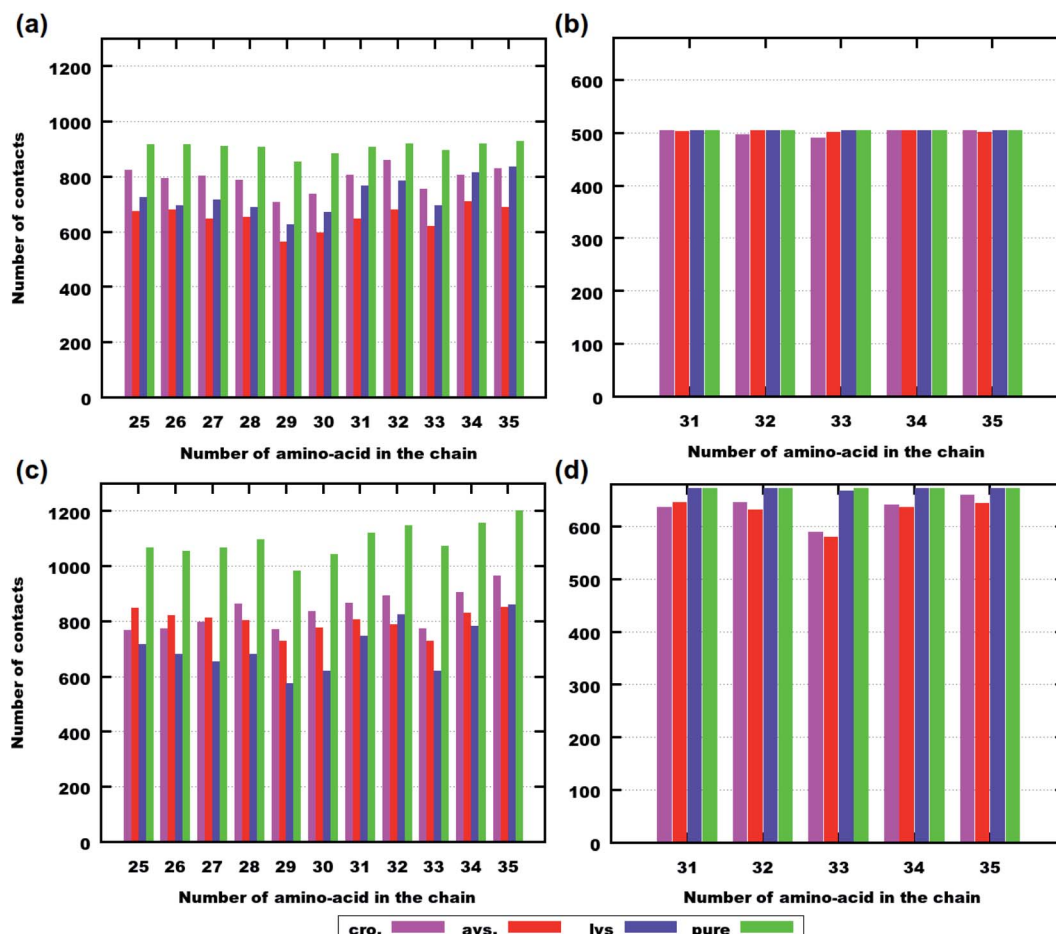 (a)
1200
1000
800
600
400
200
0
Number of contacts
25 26 27 28 29 30 31 32 33 34 35
Number of amino-acid in the chain
(b)
600
500
400
300
200
100
0
31 32 33 34 35
Number of amino-acid in the chain
(c)
1200
1000
800
600
400
200
0
Number of contacts
25 26 27 28 29 30 31 32 33 34 35
Number of amino-acid in the chain
(d)
600
500
400
300
200
100
0
31 32 33 34 35
Number of amino-acid in the chain
cro. ays. lys pure